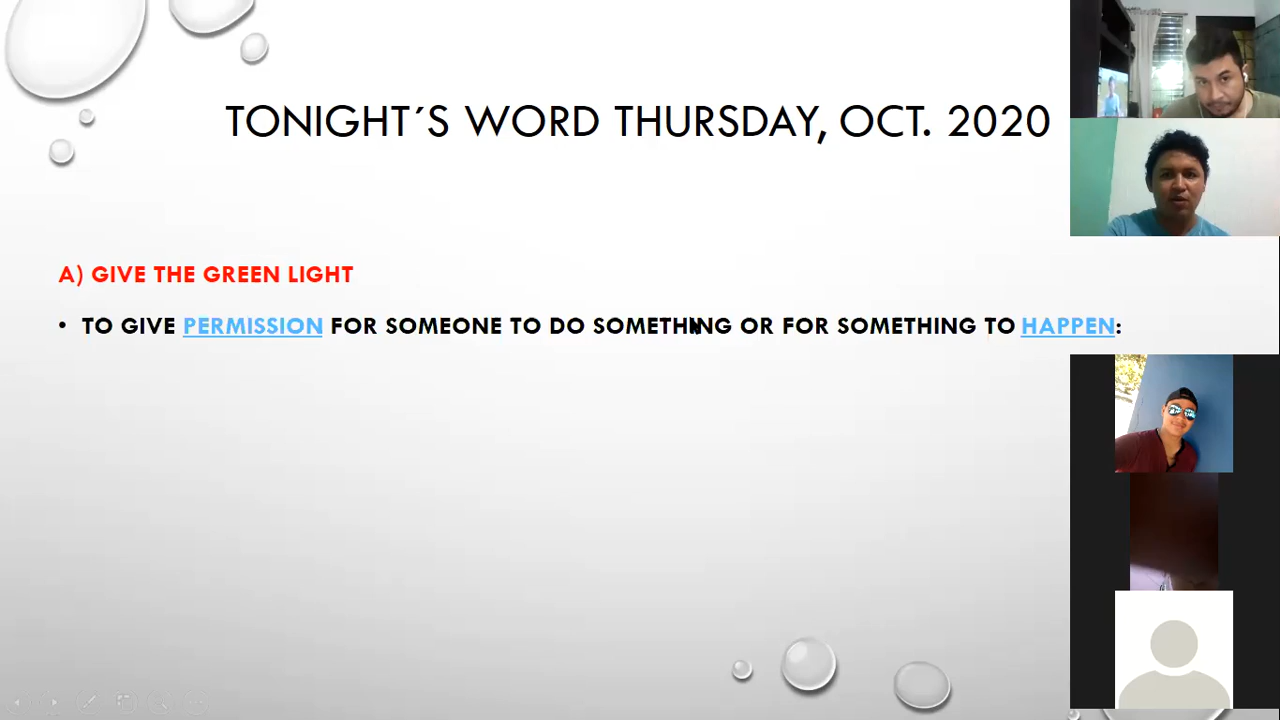 TONIGHT´S WORD THURSDAY, OCT. 2020
A) GIVE THE GREEN LIGHT
• TO GIVE PERMISSION FOR SOMEONE TO DO SOMETHING OR FOR SOMETHING TO HAPPEN: